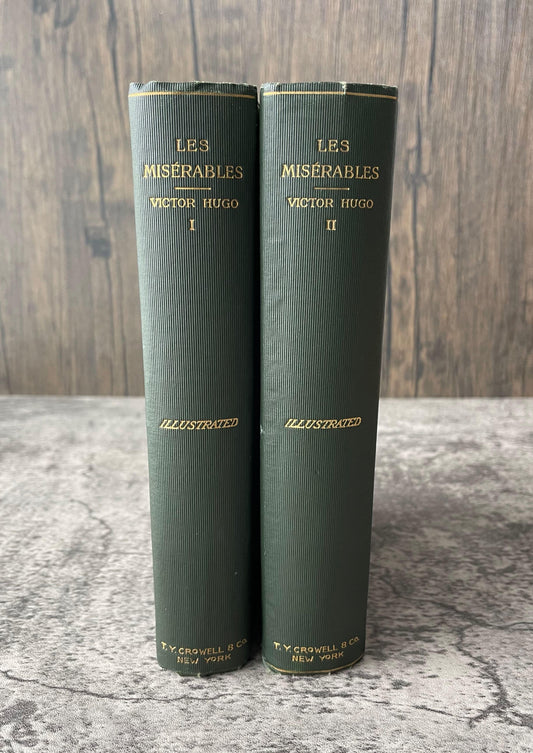 LES
MISÉRABLES
VICTOR HUGO
I
ILLUSTRATED
T. Y. CROWELL & CO.
NEW YORK
LES
MISÉRABLES
VICTOR HUGO
II
ILLUSTRATED
T. Y. CROWELL & CO.
NEW YORK